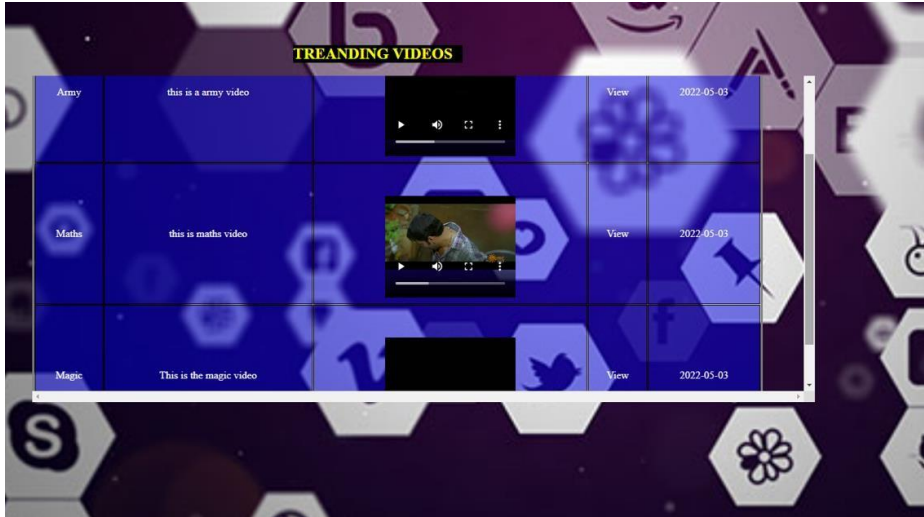 TREANDING VIDEOS
Army this is a army video View 2022-05-03
Maths this is maths video View 2022-05-03
Magic This is the magic video View 2022-05-03